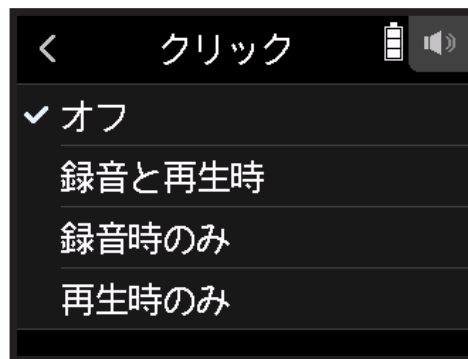 クリック
オフ
録音と再生時
録音時のみ
再生時のみ